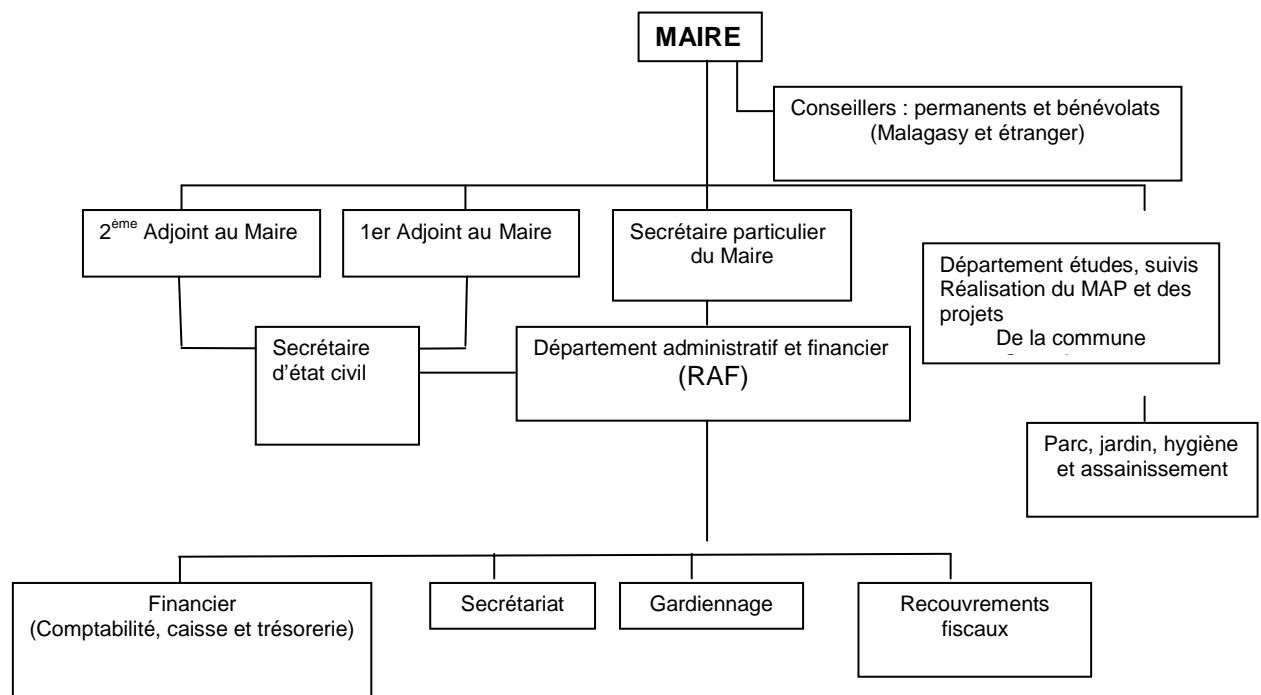 MAIRE
Conseillers : permanents et bénévolats
(Malagasy et étranger)
2ème Adjoint au Maire
1er Adjoint au Maire
Secrétaire particulier
du Maire
Département études, suivis
Réalisation du MAP et des
projets
De la commune
Secrétaire
d’état civil
Département administratif et financier
(RAF)
Parc, jardin, hygiène
et assainissement
Financier
(Comptabilité, caisse et trésorerie)
Secrétariat
Gardiennage
Recouvrements
fiscaux